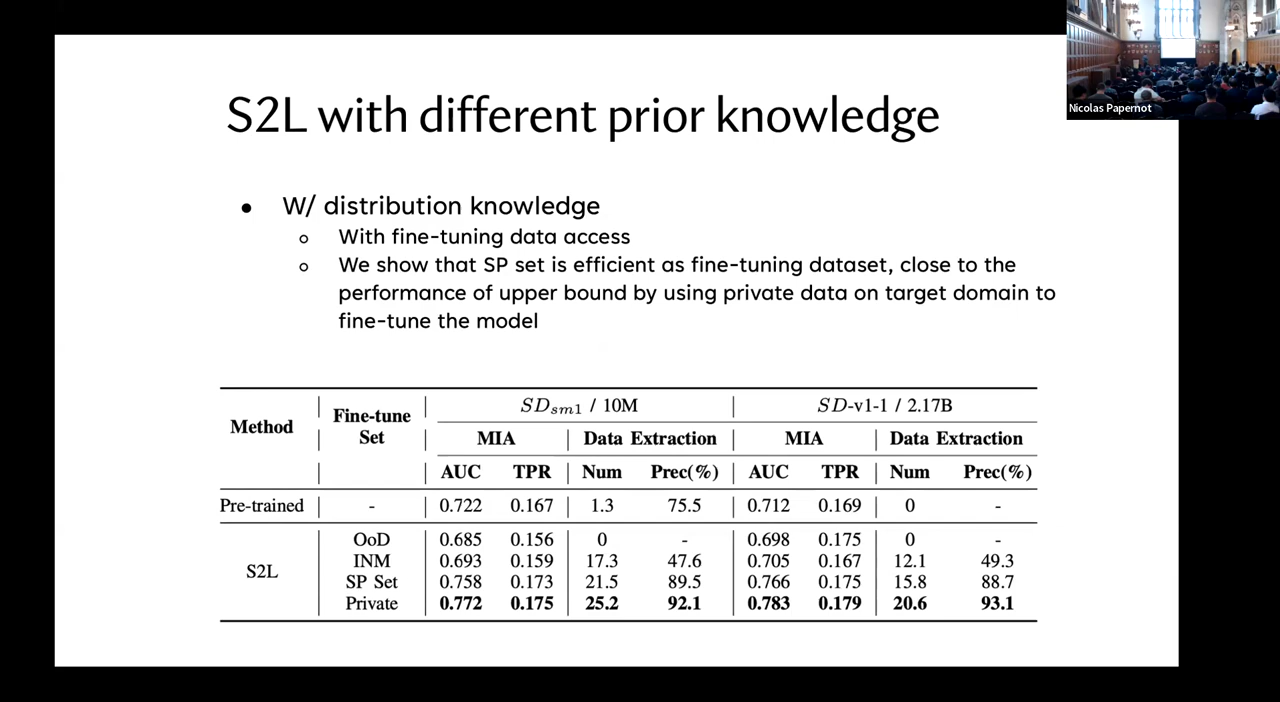 Nicolas Papernot
S2L with different prior knowledge
● W/ distribution knowledge
○ With fine-tuning data access
○ We show that SP set is efficient as fine-tuning dataset, close to the
performance of upper bound by using private data on target domain to
fine-tune the model
Method | Fine-tune Set | SD_sm1 / 10M | SD-v1-1 / 2.17B
MIA | Data Extraction | MIA | Data Extraction
AUC TPR | Num Prec(%) | AUC TPR | Num Prec(%)
Pre-trained | - | 0.722 0.167 | 1.3 75.5 | 0.712 0.169 | 0 -
S2L | OoD | 0.685 0.156 | 0 - | 0.698 0.175 | 0 -
INM | 0.693 0.159 | 17.3 47.6 | 0.705 0.167 | 12.1 49.3
SP Set | 0.758 0.173 | 21.5 89.5 | 0.766 0.175 | 15.8 88.7
Private | 0.772 0.175 | 25.2 92.1 | 0.783 0.179 | 20.6 93.1